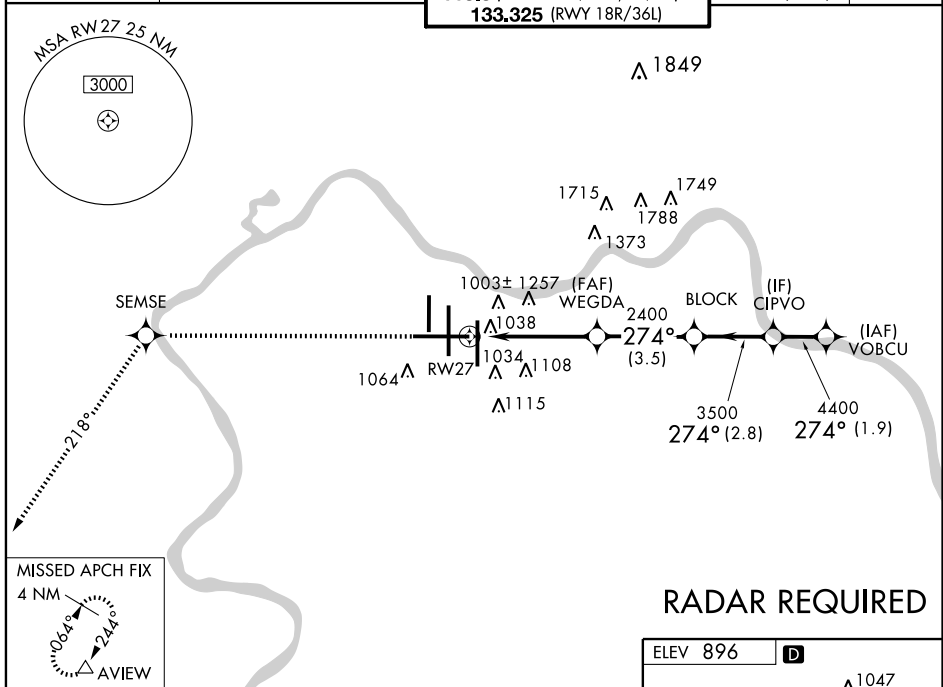 133.325 (RWY 18R/36L)
MSA RW27 25 NM
3000
1849
1715
1749
1788
1373
SEMSE
1003± 1257
(FAF)
WEGDA
2400
274°
(3.5)
BLOCK
(IF)
CIPVO
(IAF)
VOBCU
1038
1034
1064
RW27
1108
1115
3500
274° (2.8)
4400
274° (1.9)
218°
MISSED APCH FIX
4 NM
064°
244°
AVIEW
RADAR REQUIRED
ELEV 896
D
1047